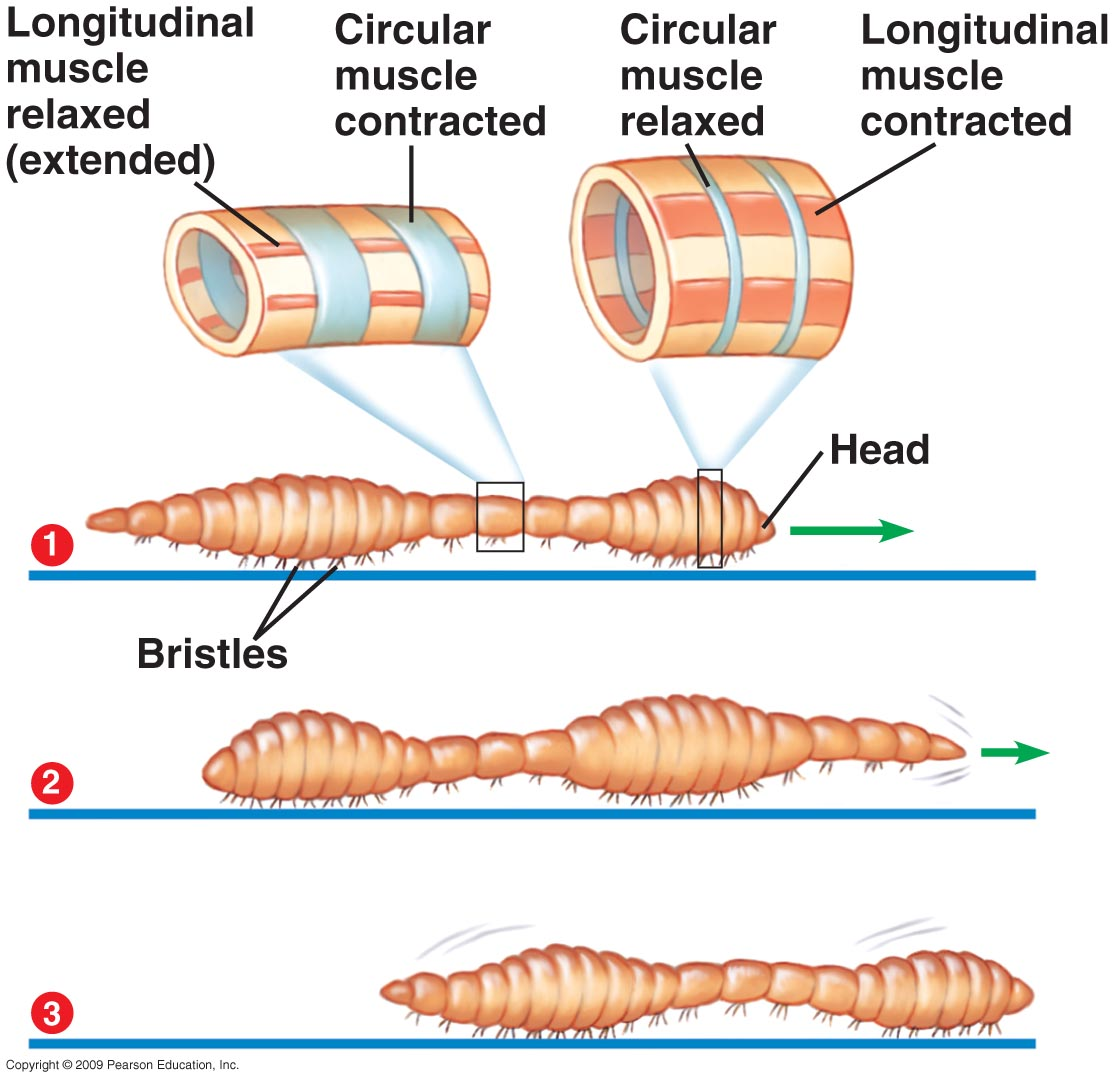 Longitudinal
muscle
relaxed
(extended)
Circular
muscle
contracted
Circular
muscle
relaxed
Longitudinal
muscle
contracted
Head
1
Bristles
2
3
Copyright © 2009 Pearson Education, Inc.